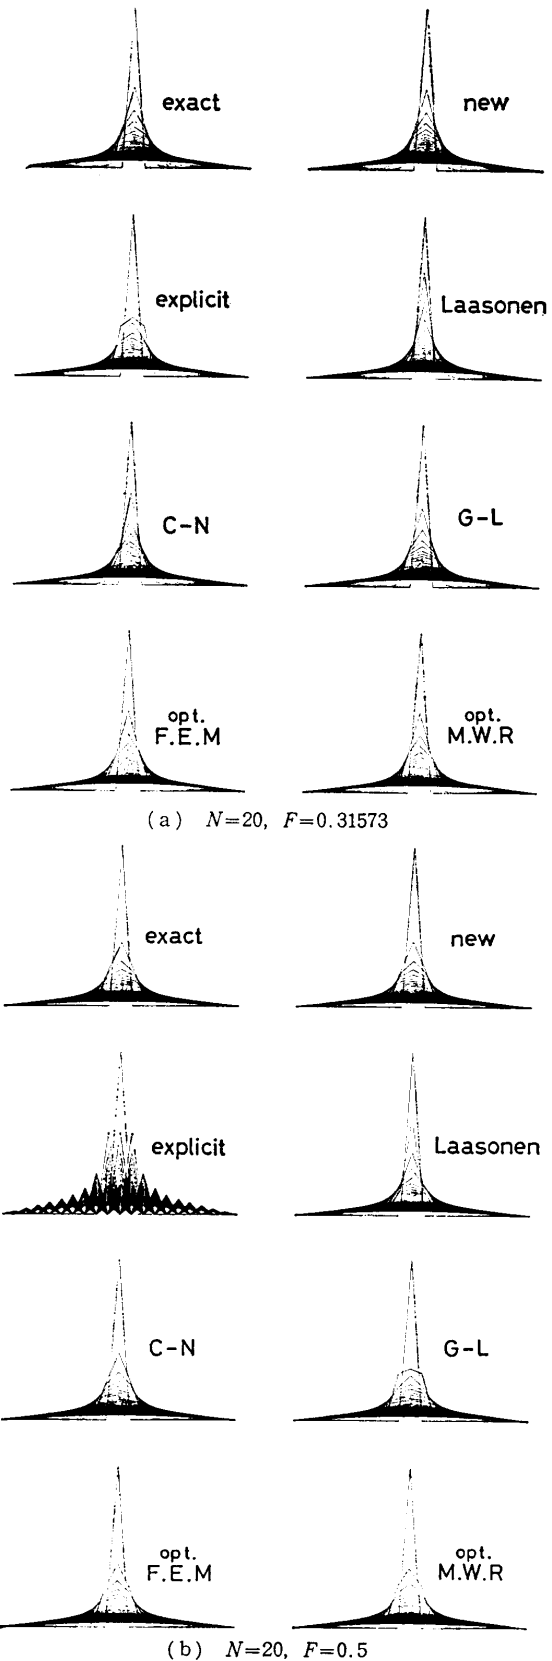 exact
new
explicit
Laasonen
C-N
G-L
opt.
F.E.M
opt.
M.W.R
(a) N=20, F=0.31573
exact
new
explicit
Laasonen
C-N
G-L
opt.
F.E.M
opt.
M.W.R
(b) N=20, F=0.5